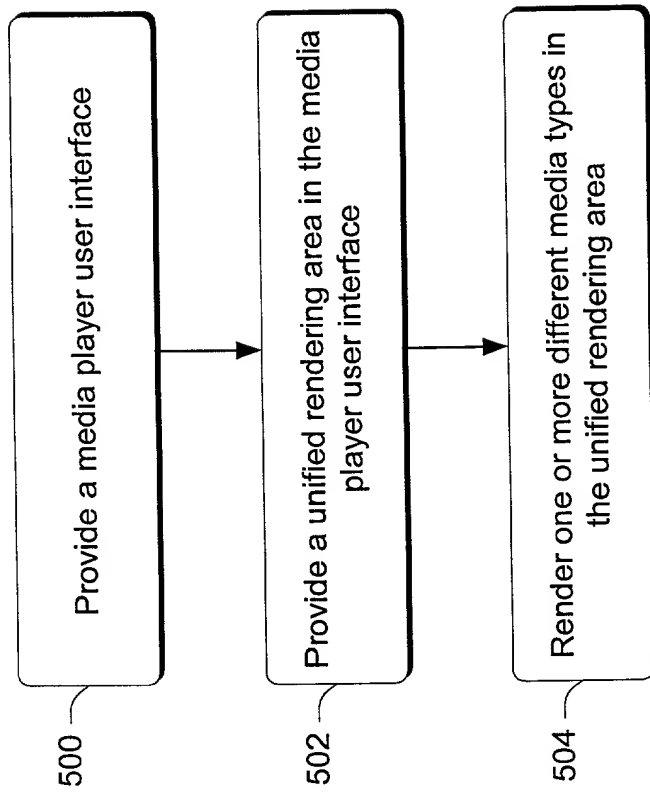 500
Provide a media player user interface
502
Provide a unified rendering area in the media
player user interface
504
Render one or more different media types in
the unified rendering area